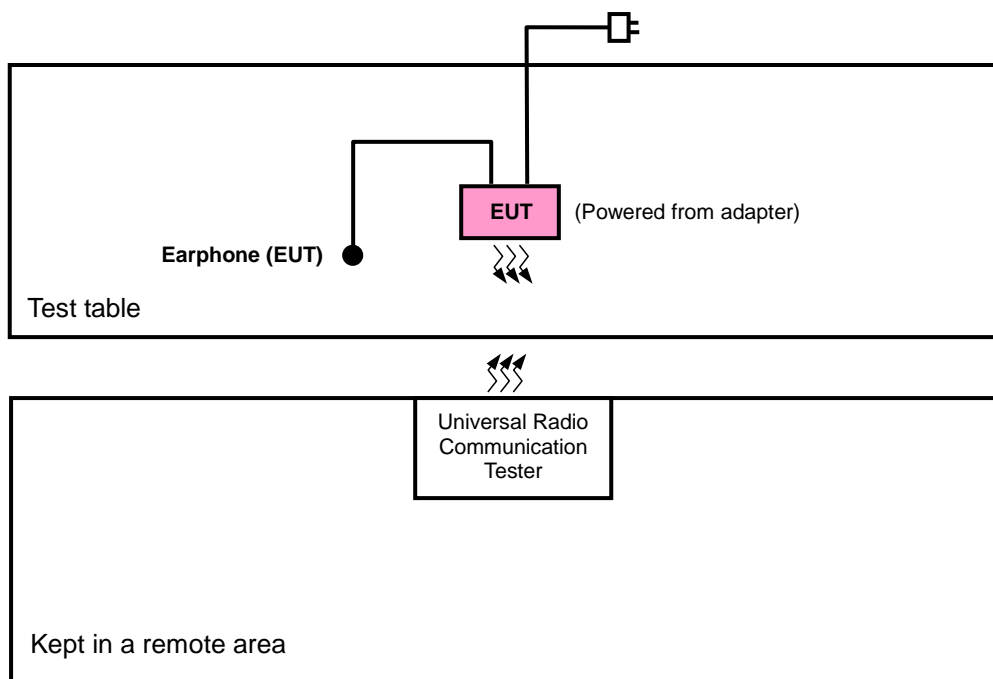 EUT
(Powered from adapter)
Earphone (EUT)
Test table
Universal Radio
Communication
Tester
Kept in a remote area